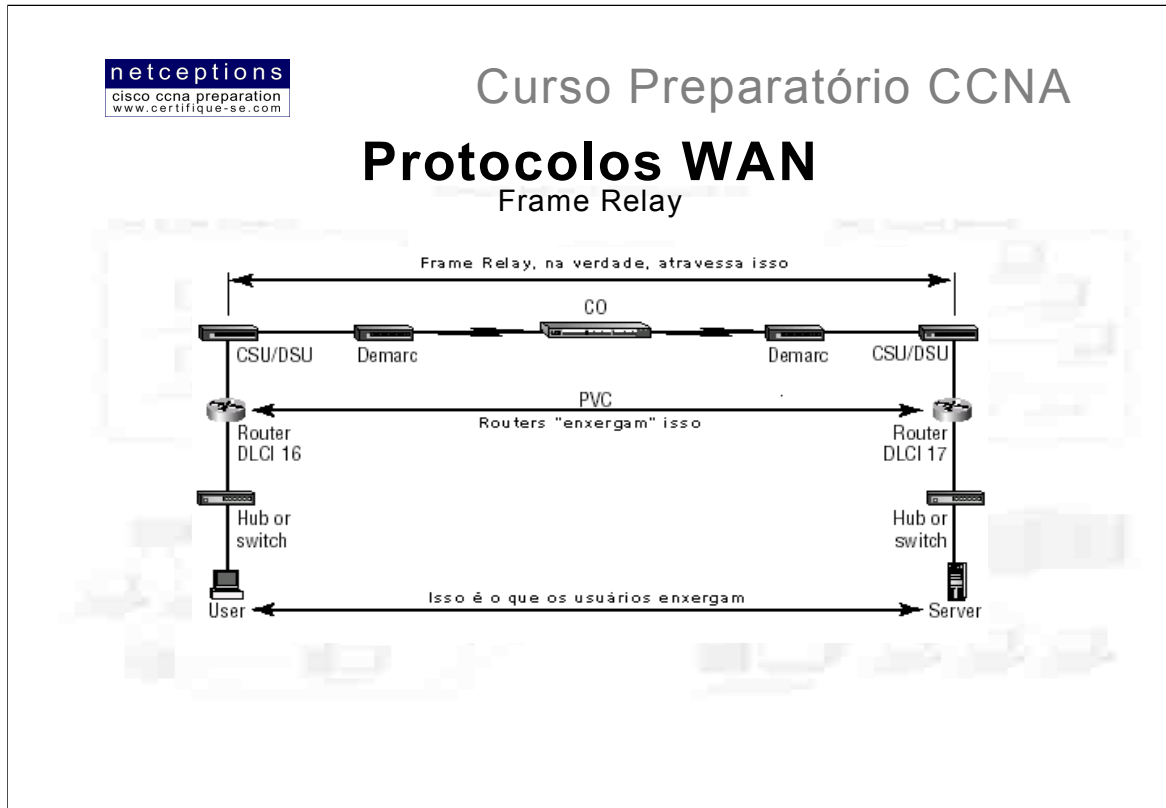 netceptions
cisco ccna preparation
www.certifique-se.com
Curso Preparatório CCNA
Protocolos WAN
Frame Relay
Frame Relay, na verdade, atravessa isso
CO
CSU/DSU
Demarc
Demarc
CSU/DSU
PVC
Routers "enxergam" isso
Router
DLCI 16
Router
DLCI 17
Hub or
switch
Hub or
switch
Isso é o que os usuários enxergam
User
Server